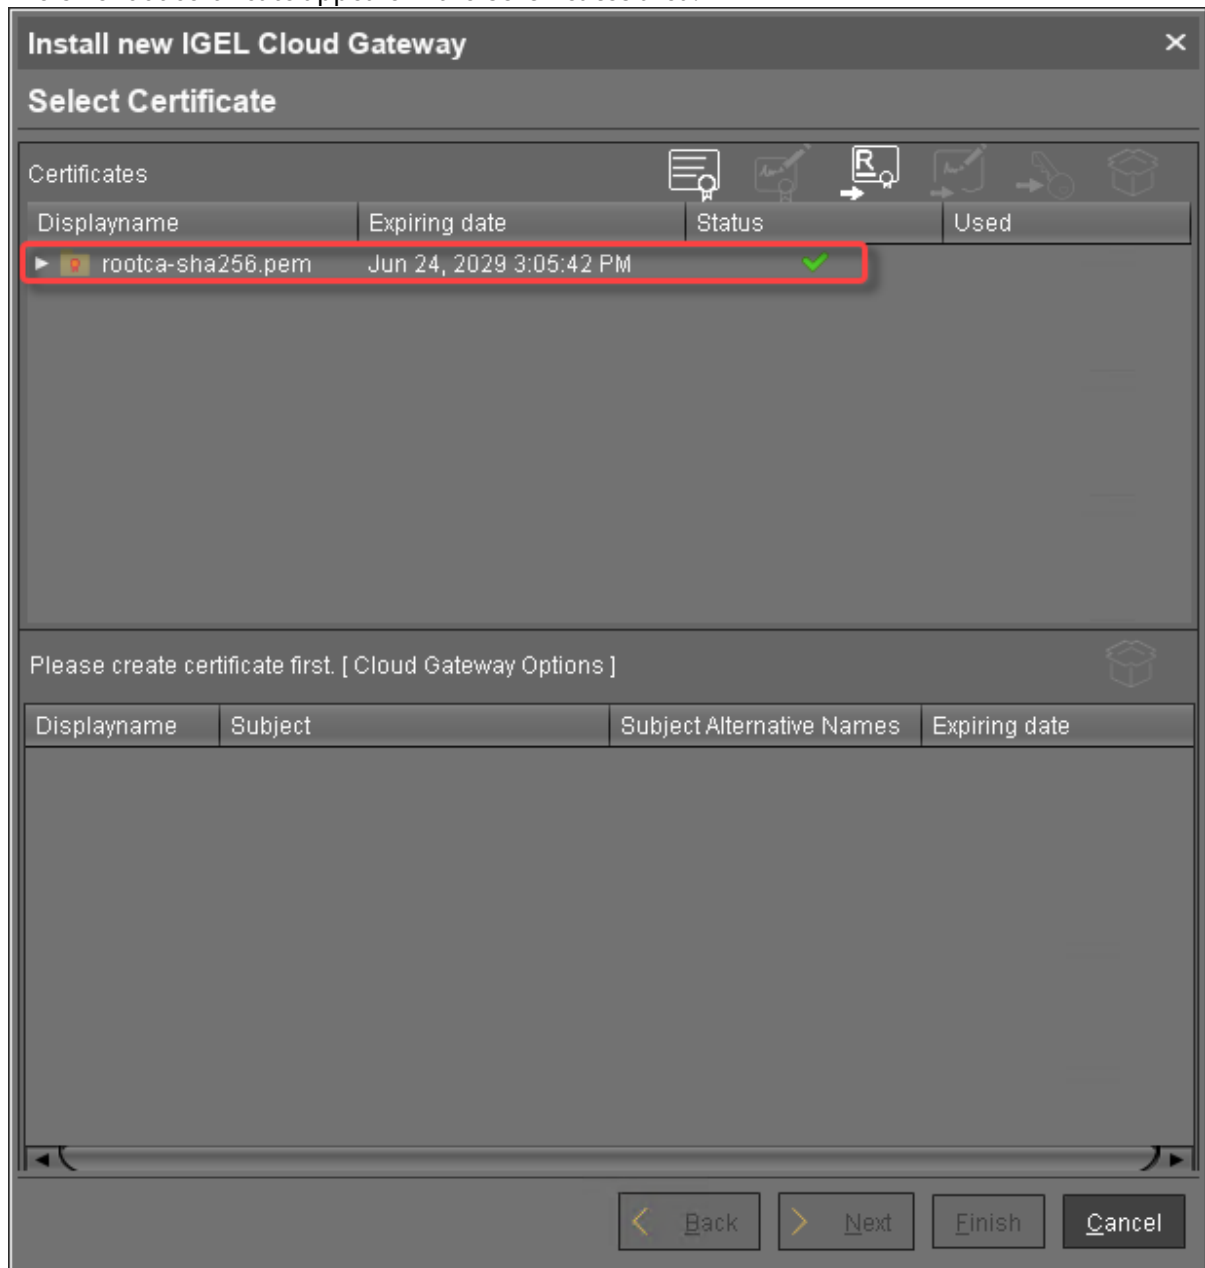 Install new IGEL Cloud Gateway
Select Certificate
Certificates
R
Displayname Expiring date Status Used
rootca-sha256.pem Jun 24, 2029 3:05:42 PM
Please create certificate first. [ Cloud Gateway Options ]
Displayname Subject Subject Alternative Names Expiring date
Back Next Finish Cancel